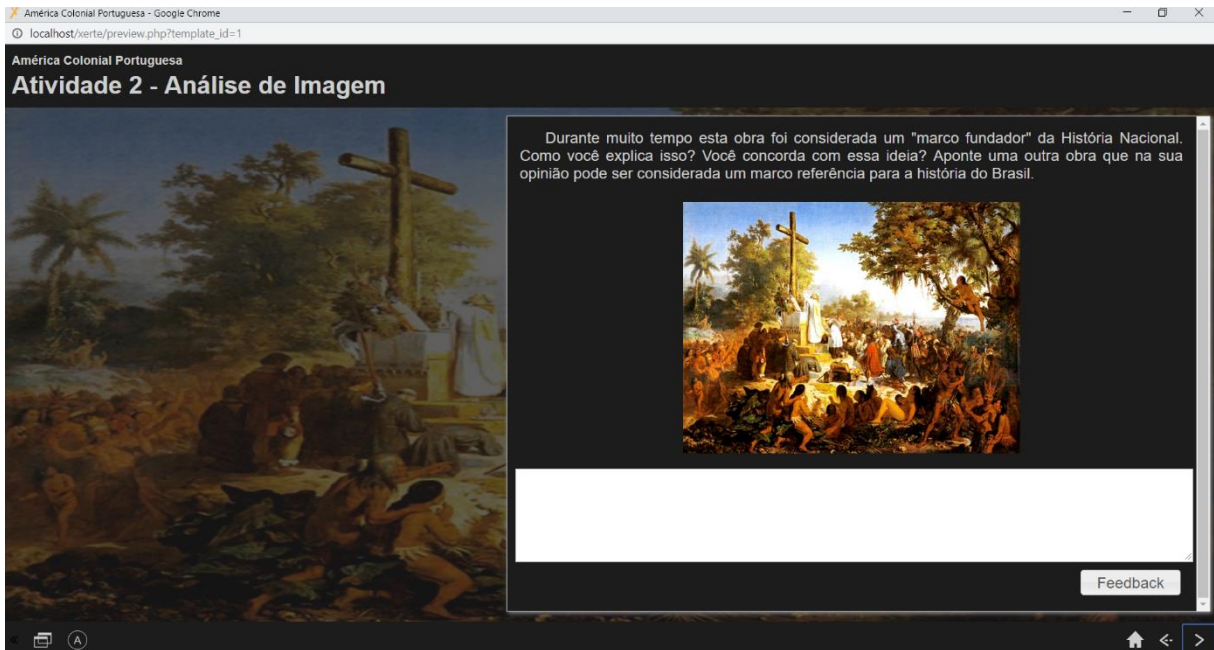 América Colonial Portuguesa - Google Chrome
localhost/xerte/preview.php?template_id=1
América Colonial Portuguesa
Atividade 2 - Análise de Imagem
Durante muito tempo esta obra foi considerada um "marco fundador" da História Nacional.
Como você explica isso? Você concorda com essa ideia? Aponte uma outra obra que na sua
opinião pode ser considerada um marco referência para a história do Brasil.
Feedback
A